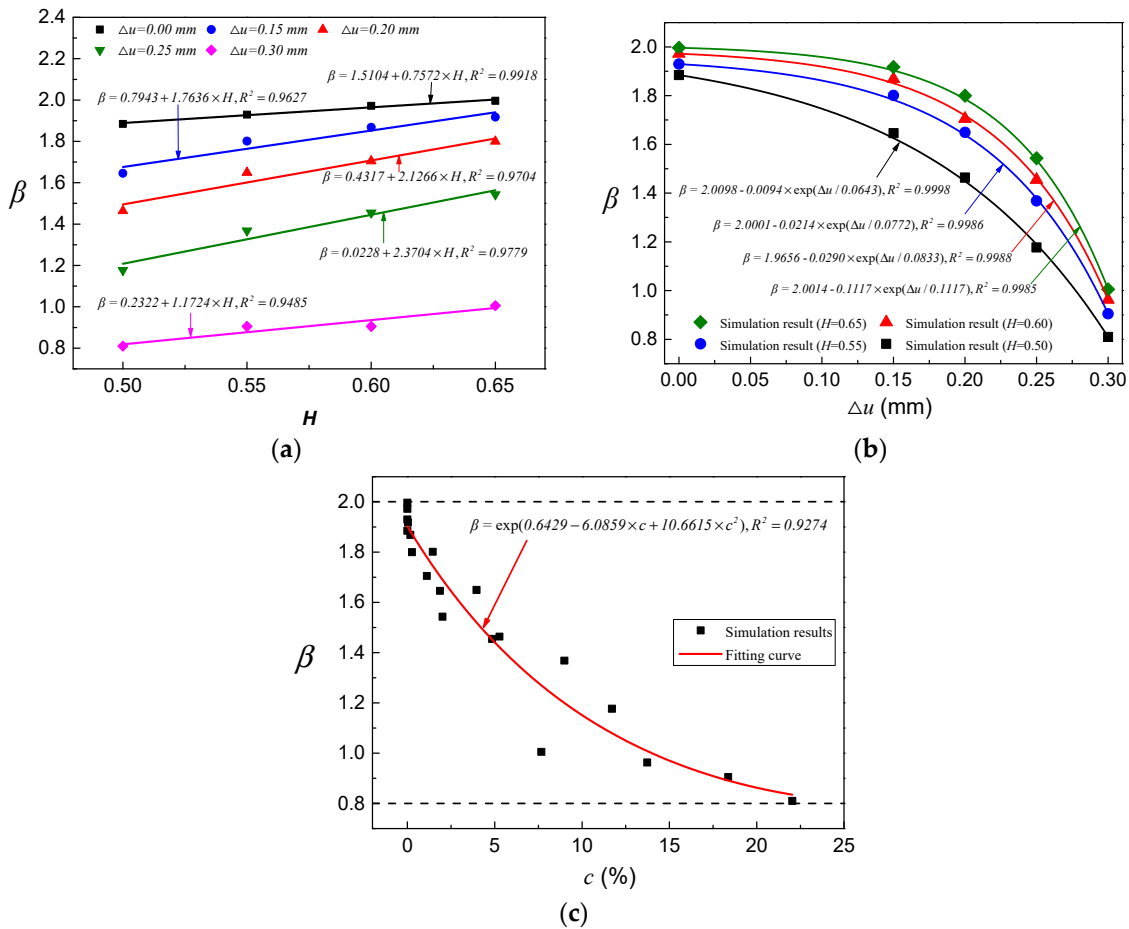 Δu=0.00 mm Δu=0.15 mm Δu=0.20 mm
Δu=0.25 mm Δu=0.30 mm
2.4
2.2
2.0
1.8
1.6
1.4
1.2
1.0
0.8
β
β = 1.5104 + 0.7572 × H, R² = 0.9918
β = 0.7943 + 1.7636 × H, R² = 0.9627
β = 0.4317 + 2.1266 × H, R² = 0.9704
β = 0.0228 + 2.3704 × H, R² = 0.9779
β = 0.2322 + 1.1724 × H, R² = 0.9485
0.50 0.55 0.60 0.65
H
(a)
2.0
1.8
1.6
1.4
1.2
1.0
0.8
β
β = 2.0098 - 0.0094 × exp(Δu / 0.0643), R² = 0.9998
β = 2.0001 - 0.0214 × exp(Δu / 0.0772), R² = 0.9986
β = 1.9656 - 0.0290 × exp(Δu / 0.0833), R² = 0.9988
β = 2.0014 - 0.1117 × exp(Δu / 0.1117), R² = 0.9985
Simulation result (H=0.65) Simulation result (H=0.60)
Simulation result (H=0.55) Simulation result (H=0.50)
0.00 0.05 0.10 0.15 0.20 0.25 0.30
Δu (mm)
(b)
2.0
1.8
1.6
1.4
1.2
1.0
0.8
β
β = exp(0.6429 - 6.0859 × c + 10.6615 × c²), R² = 0.9274
Simulation results
Fitting curve
0 5 10 15 20 25
c (%)
(c)